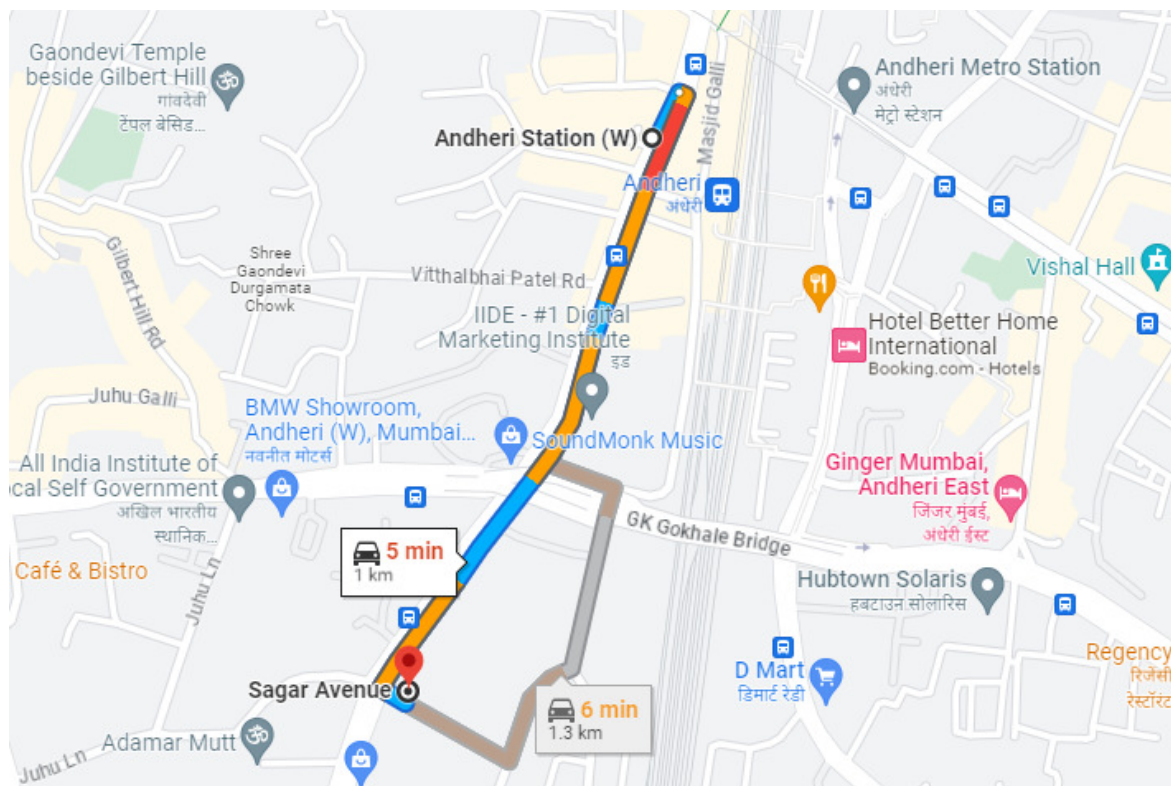 Gaondevi Temple
beside Gilbert Hill
गांवदेवी
टेंपल बेसिड...
Andheri Station (W)
Masjid Galli
Andheri Metro Station
अंधेरी
मेट्रो स्टेशन
Andheri
अंधेरी
Gilbert Hill Rd
Shree
Gaondevi
Durgamata
Chowk
Vitthalbhai Patel Rd
Vishal Hall
IIDE - #1 Digital
Marketing Institute
इड
Hotel Better Home
International
Booking.com - Hotels
Juhu Galli
BMW Showroom,
Andheri (W), Mumbai...
नवनीत मोटर्स
SoundMonk Music
All India Institute of
ocal Self Government
अखिल भारतीय
स्थानिक...
Ginger Mumbai,
Andheri East
जिंजर मुंबई,
अंधेरी ईस्ट
GK Gokhale Bridge
5 min
1 km
Café & Bistro
Juhu Ln
Hubtown Solaris
हबटाउन सोलारिस
Regency
रिजेंसी
रेस्टॉरंट
D Mart
डिमार्ट रेडी
Sagar Avenue
6 min
1.3 km
Adamar Mutt
Juhu Ln